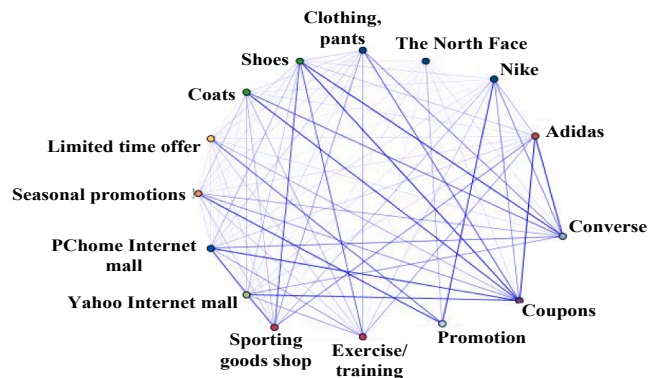 Clothing,
pants
The North Face
Shoes
Nike
Coats
Adidas
Limited time offer
Seasonal promotions
Converse
PChome Internet
mall
Yahoo Internet mall
Coupons
Sporting
goods shop
Exercise/
training
Promotion